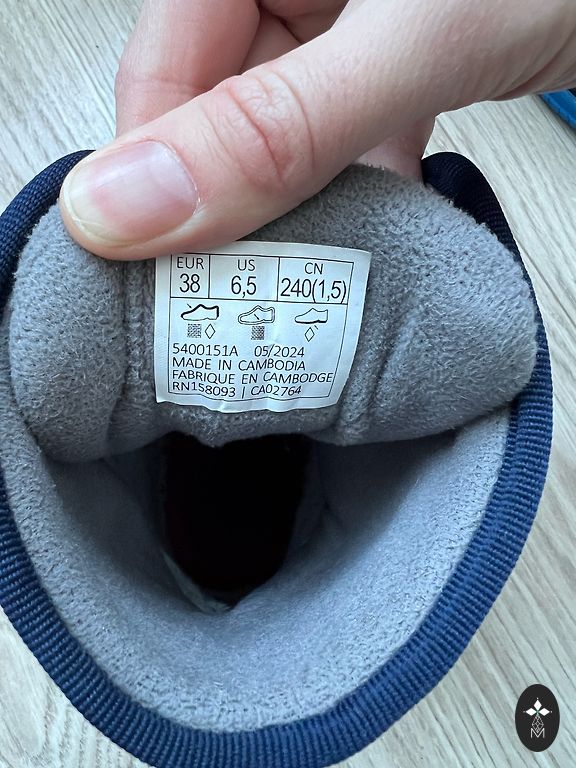 EUR US CN
38 6,5 240(1,5)
5400151A 05/2024
MADE IN CAMBODIA
FABRIQUE EN CAMBODGE
RN158093 | CA02764
M